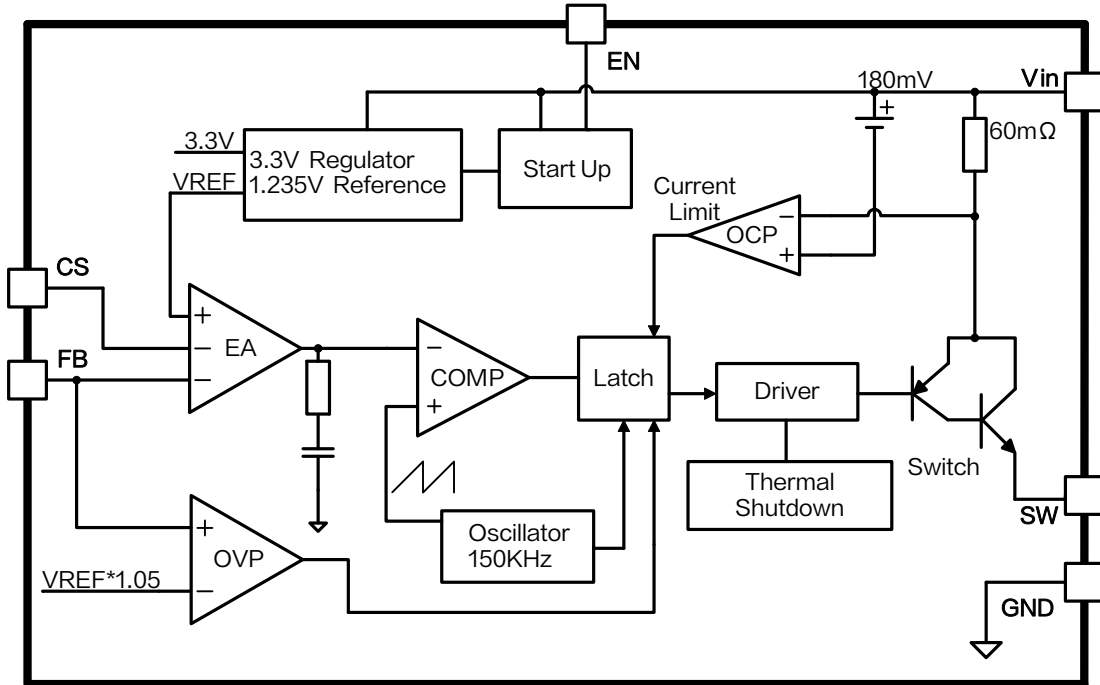 EN
180mV
Vin
+
60mΩ
3.3V
3.3V Regulator
VREF
1.235V Reference
Start Up
Current
Limit
−
OCP
+
CS
+
−
EA
−
FB
−
COMP
+
Latch
Driver
Switch
Thermal
Shutdown
SW
Oscillator
150KHz
+
OVP
VREF*1.05
−
GND